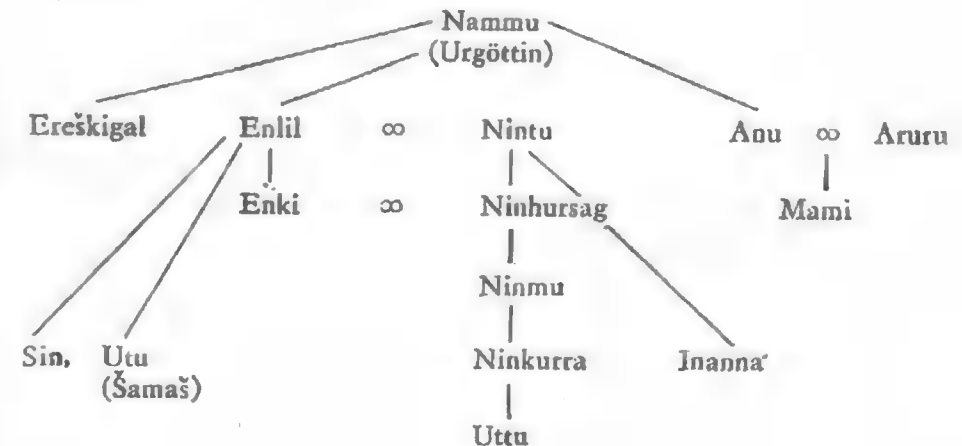 Nammu
(Urgöttin)
Ereškigal Enlil ∞ Nintu Anu ∞ Aruru
Enki ∞ Ninhursag Mami
Ninmu
Sin, Utu Ninkurra Inanna
(Šamaš)
Uttu